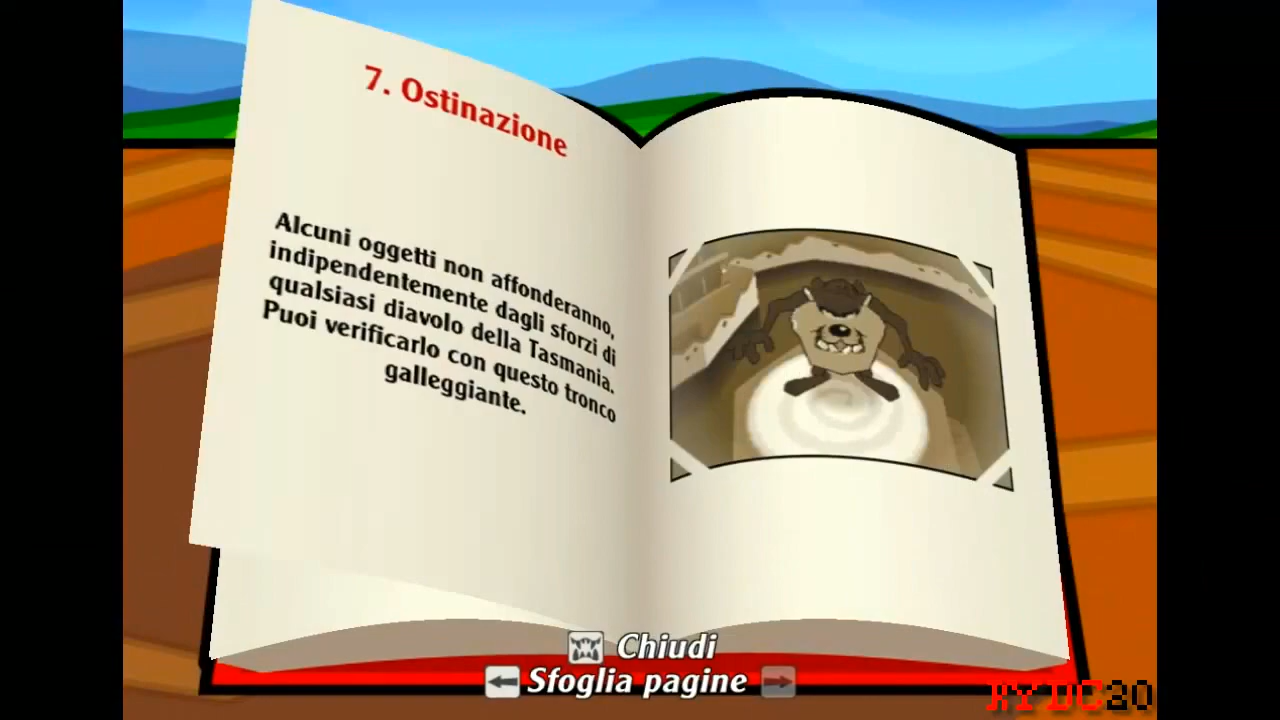 7. Ostinazione
Alcuni oggetti non affonderanno,
indipendentemente dagli sforzi di
qualsiasi diavolo della Tasmania.
Puoi verificarlo con questo tronco
galleggiante.
Chiudi
Sfoglia pagine
RYDC30